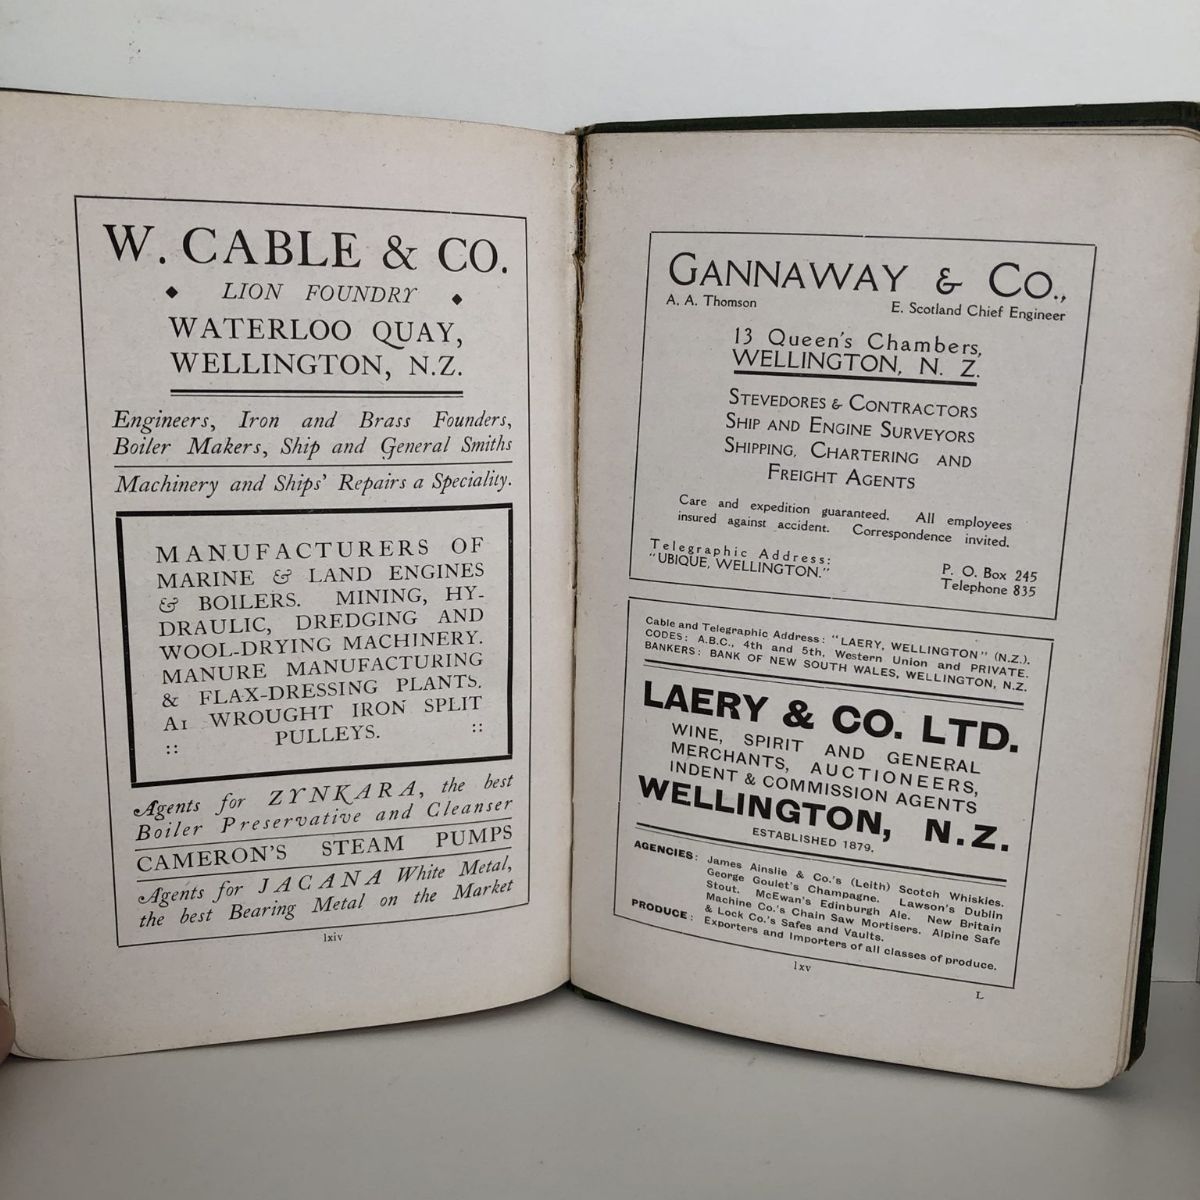 W. CABLE & CO.
LION FOUNDRY
WATERLOO QUAY,
WELLINGTON, N.Z.
Engineers, Iron and Brass Founders,
Boiler Makers, Ship and General Smiths
Machinery and Ships' Repairs a Speciality.
MANUFACTURERS OF
MARINE & LAND ENGINES
& BOILERS. MINING, HY-
DRAULIC, DREDGING AND
WOOL-DRYING MACHINERY.
MANURE MANUFACTURING
& FLAX-DRESSING PLANTS.
A1 WROUGHT IRON SPLIT
:: PULLEYS. ::
Agents for ZYNKARA, the best
Boiler Preservative and Cleanser
CAMERON'S STEAM PUMPS
Agents for JACANA White Metal,
the best Bearing Metal on the Market
lxiv
GANNAWAY & CO.,
A. A. Thomson E. Scotland Chief Engineer
13 Queen's Chambers,
WELLINGTON, N. Z.
STEVEDORES & CONTRACTORS
SHIP AND ENGINE SURVEYORS
SHIPPING, CHARTERING AND
FREIGHT AGENTS
Care and expedition guaranteed. All employees
insured against accident. Correspondence invited.
Telegraphic Address:
"UBIQUE, WELLINGTON."
P. O. Box 245
Telephone 835
Cable and Telegraphic Address: "LAERY, WELLINGTON" (N.Z.).
CODES: A.B.C., 4th and 5th, Western Union and PRIVATE.
BANKERS: BANK OF NEW SOUTH WALES, WELLINGTON, N.Z.
LAERY & CO. LTD.
WINE, SPIRIT AND GENERAL
MERCHANTS, AUCTIONEERS,
INDENT & COMMISSION AGENTS
WELLINGTON, N.Z.
ESTABLISHED 1879.
AGENCIES: James Ainslie & Co.'s (Leith) Scotch Whiskies.
George Goulet's Champagne. Lawson's Dublin
Stout. McEwan's Edinburgh Ale. New Britain
Machine Co.'s Chain Saw Mortisers. Alpine Safe
& Lock Co.'s Safes and Vaults.
PRODUCE: Exporters and Importers of all classes of produce.
lxv
L